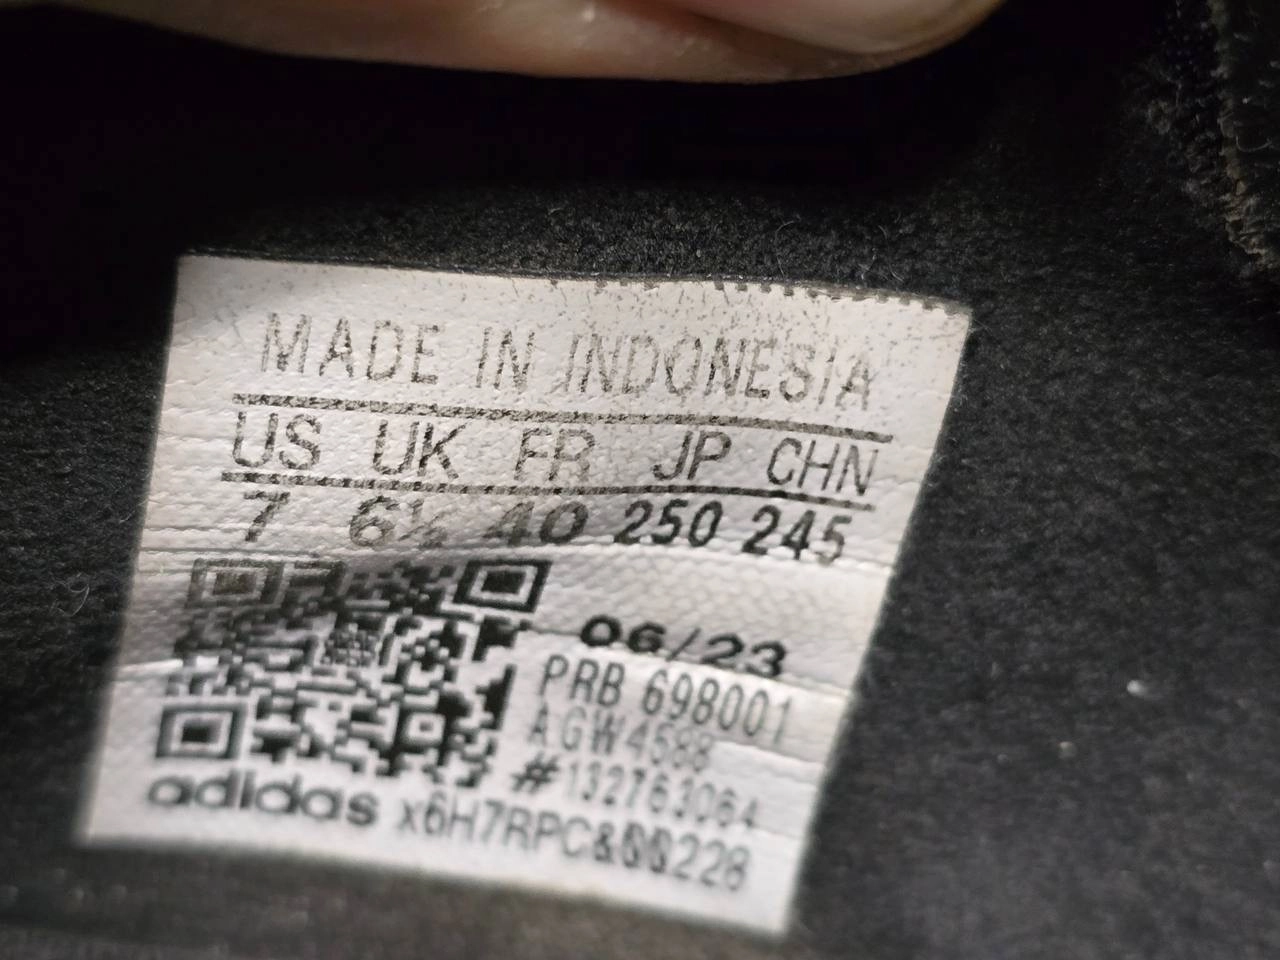 MADE IN INDONESIA
US UK FR JP CHN
7 6½ 40 250 245
06/23
PRB 698001
AGW4588
#132763064
adidas